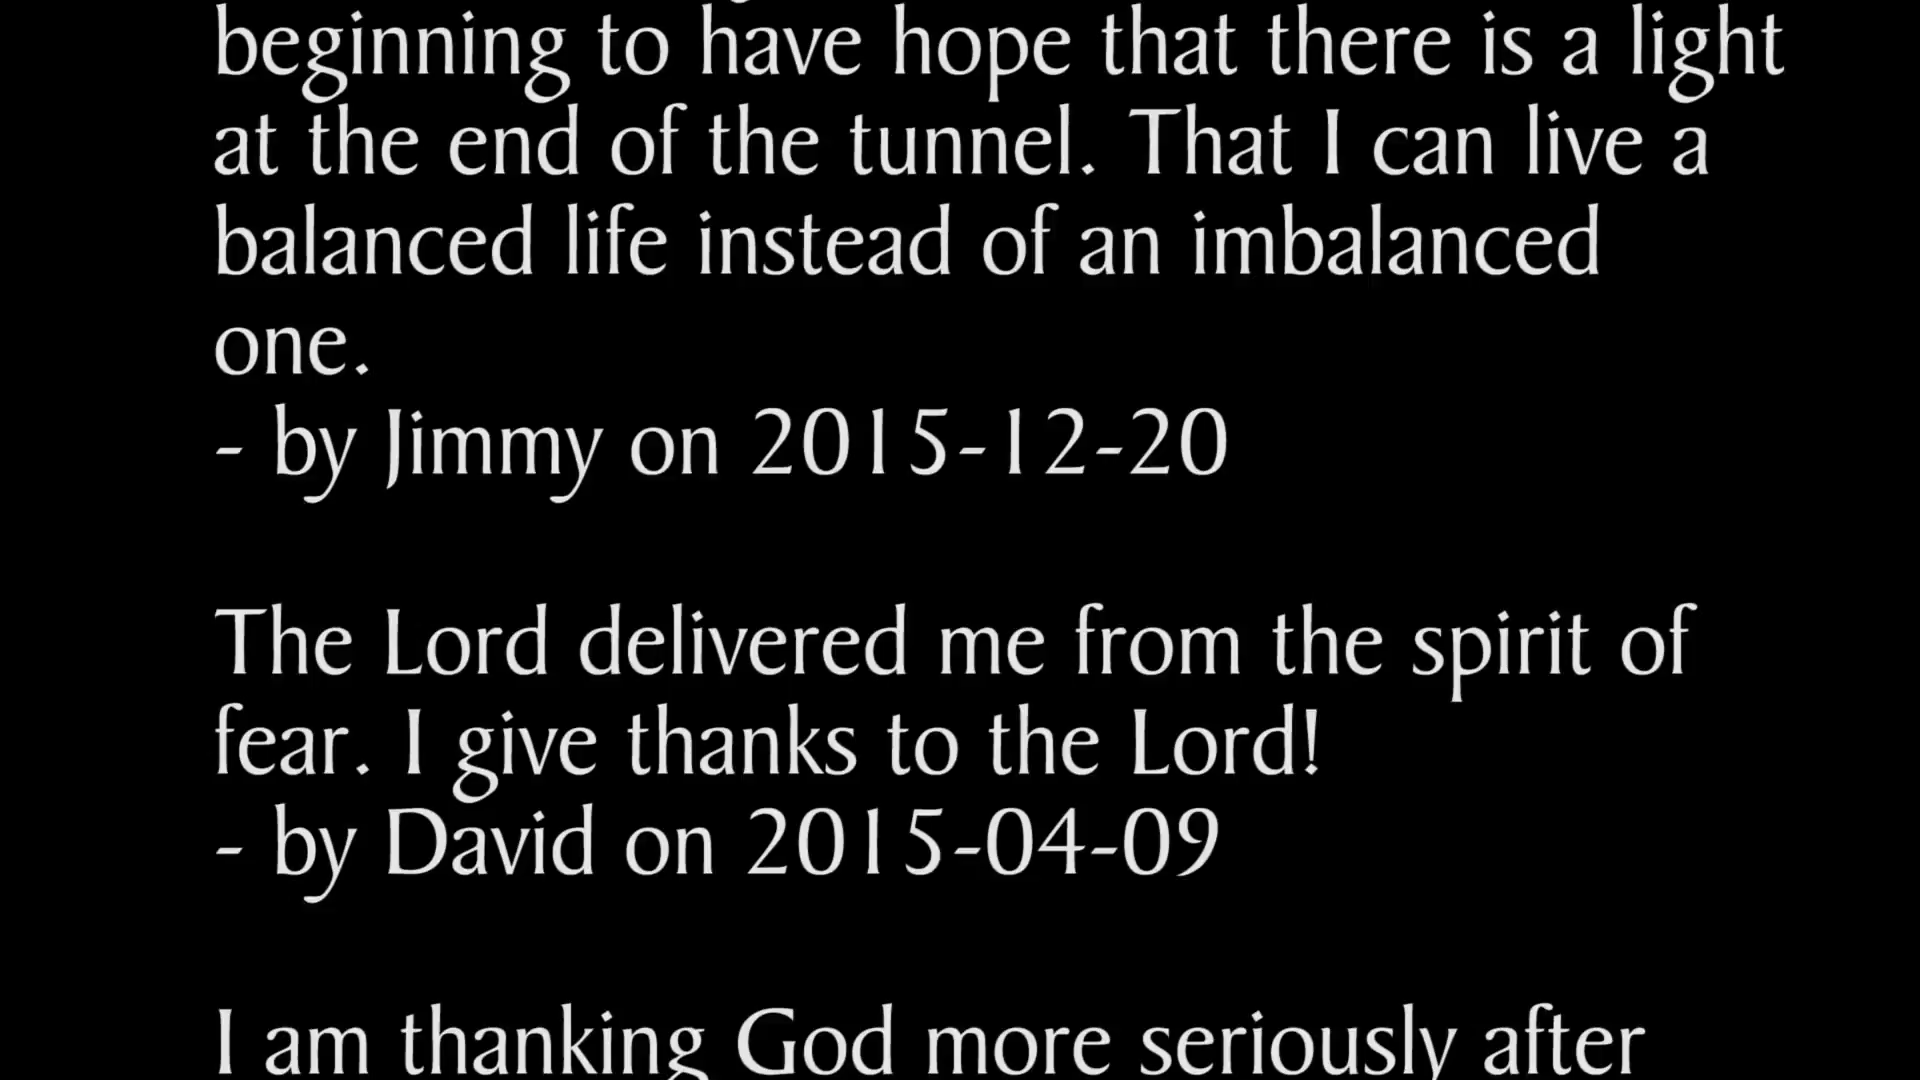 beginning to have hope that there is a light
at the end of the tunnel. That I can live a
balanced life instead of an imbalanced
one.
- by Jimmy on 2015-12-20
The Lord delivered me from the spirit of
fear. I give thanks to the Lord!
- by David on 2015-04-09
I am thanking God more seriously after